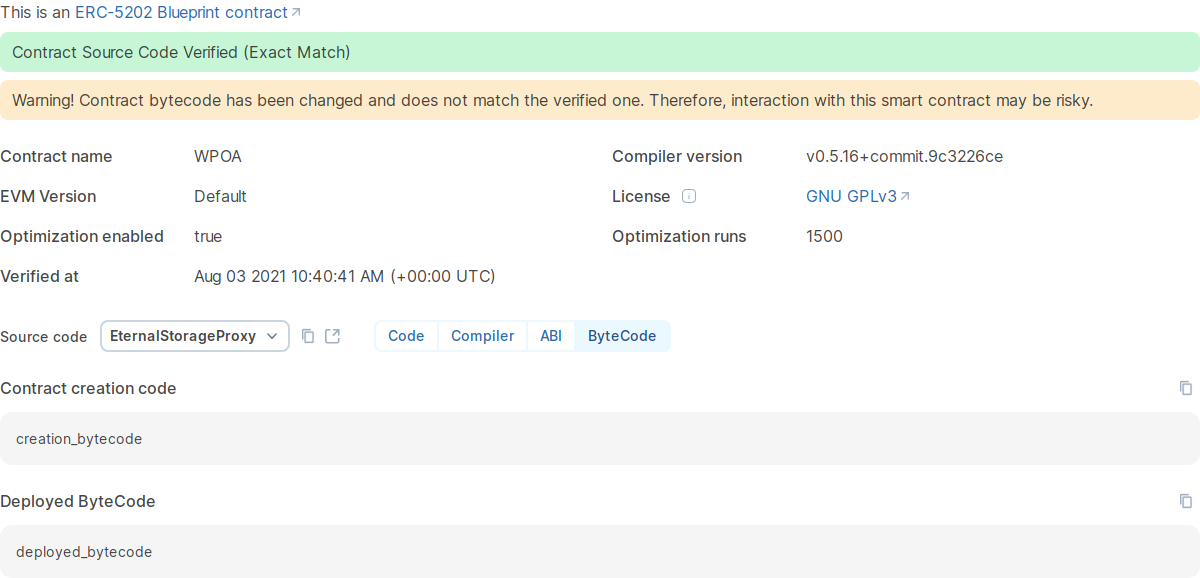 This is an ERC-5202 Blueprint contract
Contract Source Code Verified (Exact Match)
Warning! Contract bytecode has been changed and does not match the verified one. Therefore, interaction with this smart contract may be risky.
Contract name WPOA Compiler version v0.5.16+commit.9c3226ce
EVM Version Default License GNU GPLv3
Optimization enabled true Optimization runs 1500
Verified at Aug 03 2021 10:40:41 AM (+00:00 UTC)
Source code EternalStorageProxy Code Compiler ABI ByteCode
Contract creation code
creation_bytecode
Deployed ByteCode
deployed_bytecode